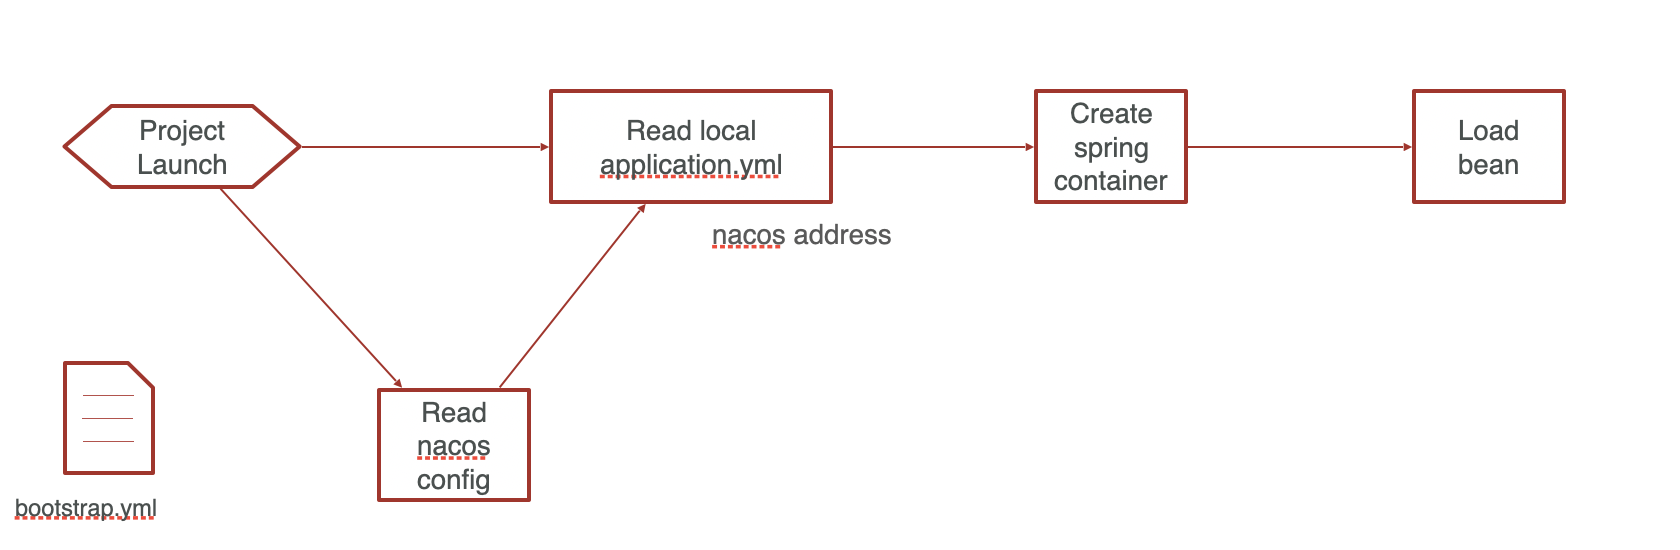 Project
Launch
Read local
application.yml
Create
spring
container
Load
bean
nacos address
Read
nacos
config
bootstrap.yml